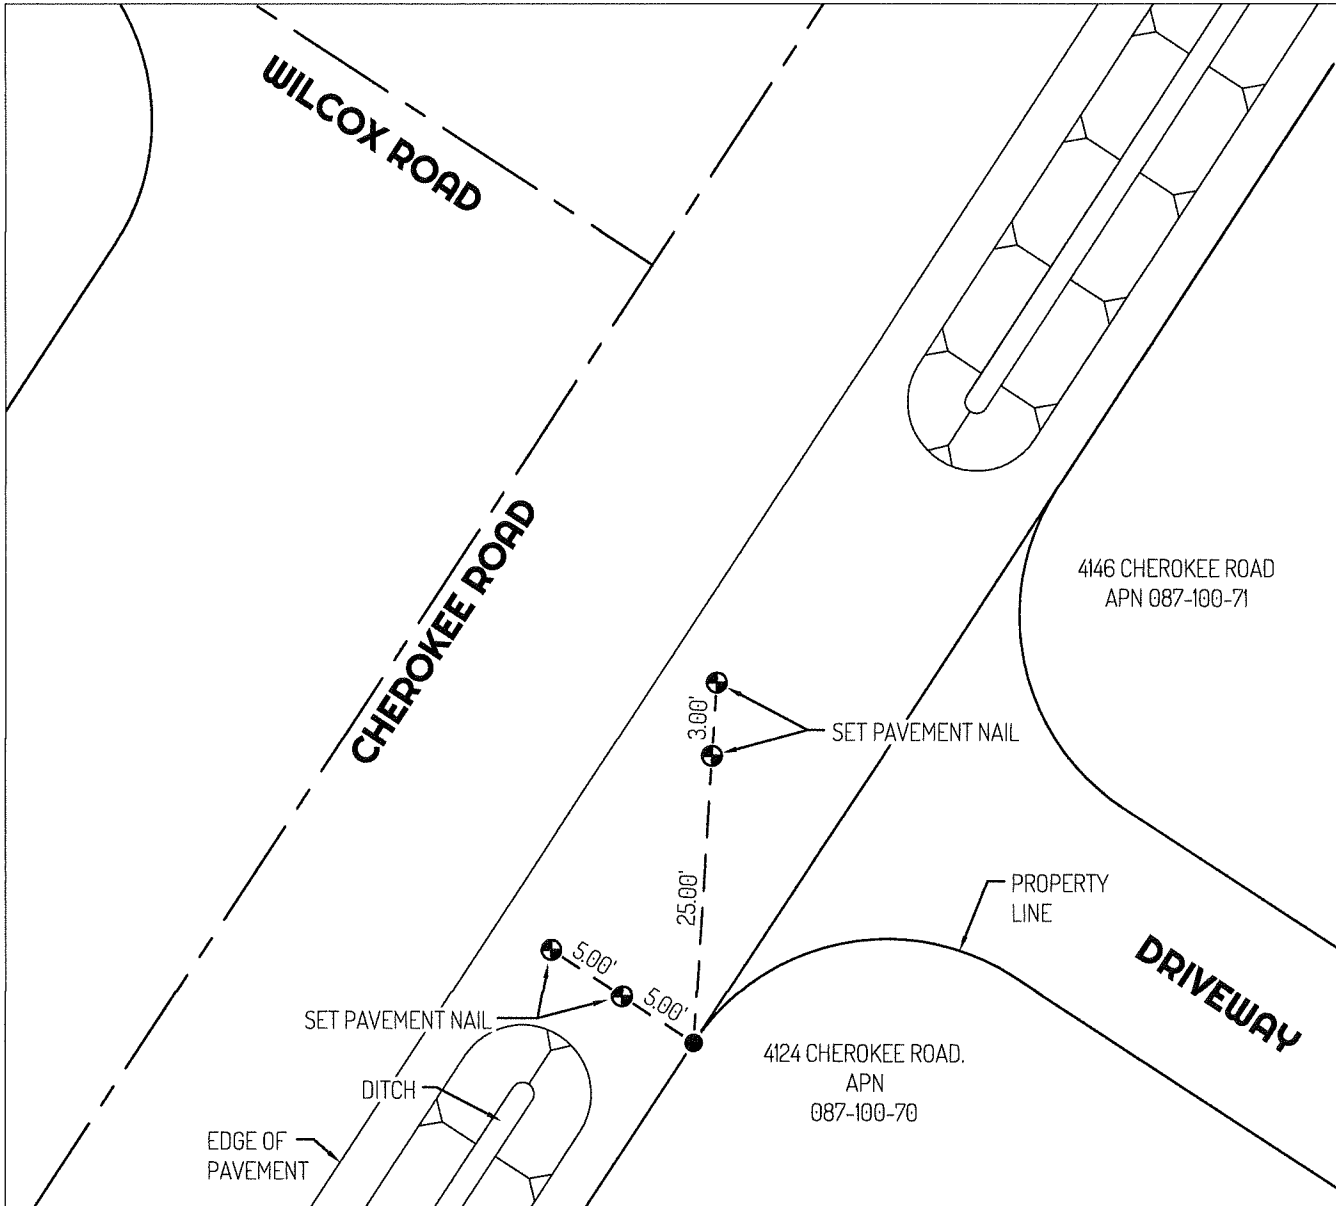 WILCOX ROAD
CHEROKEE ROAD
4146 CHEROKEE ROAD
APN 087-100-71
3.00'
SET PAVEMENT NAIL
25.00'
PROPERTY
LINE
DRIVEWAY
5.00'
5.00'
SET PAVEMENT NAIL
4124 CHEROKEE ROAD.
APN
087-100-70
DITCH
EDGE OF
PAVEMENT